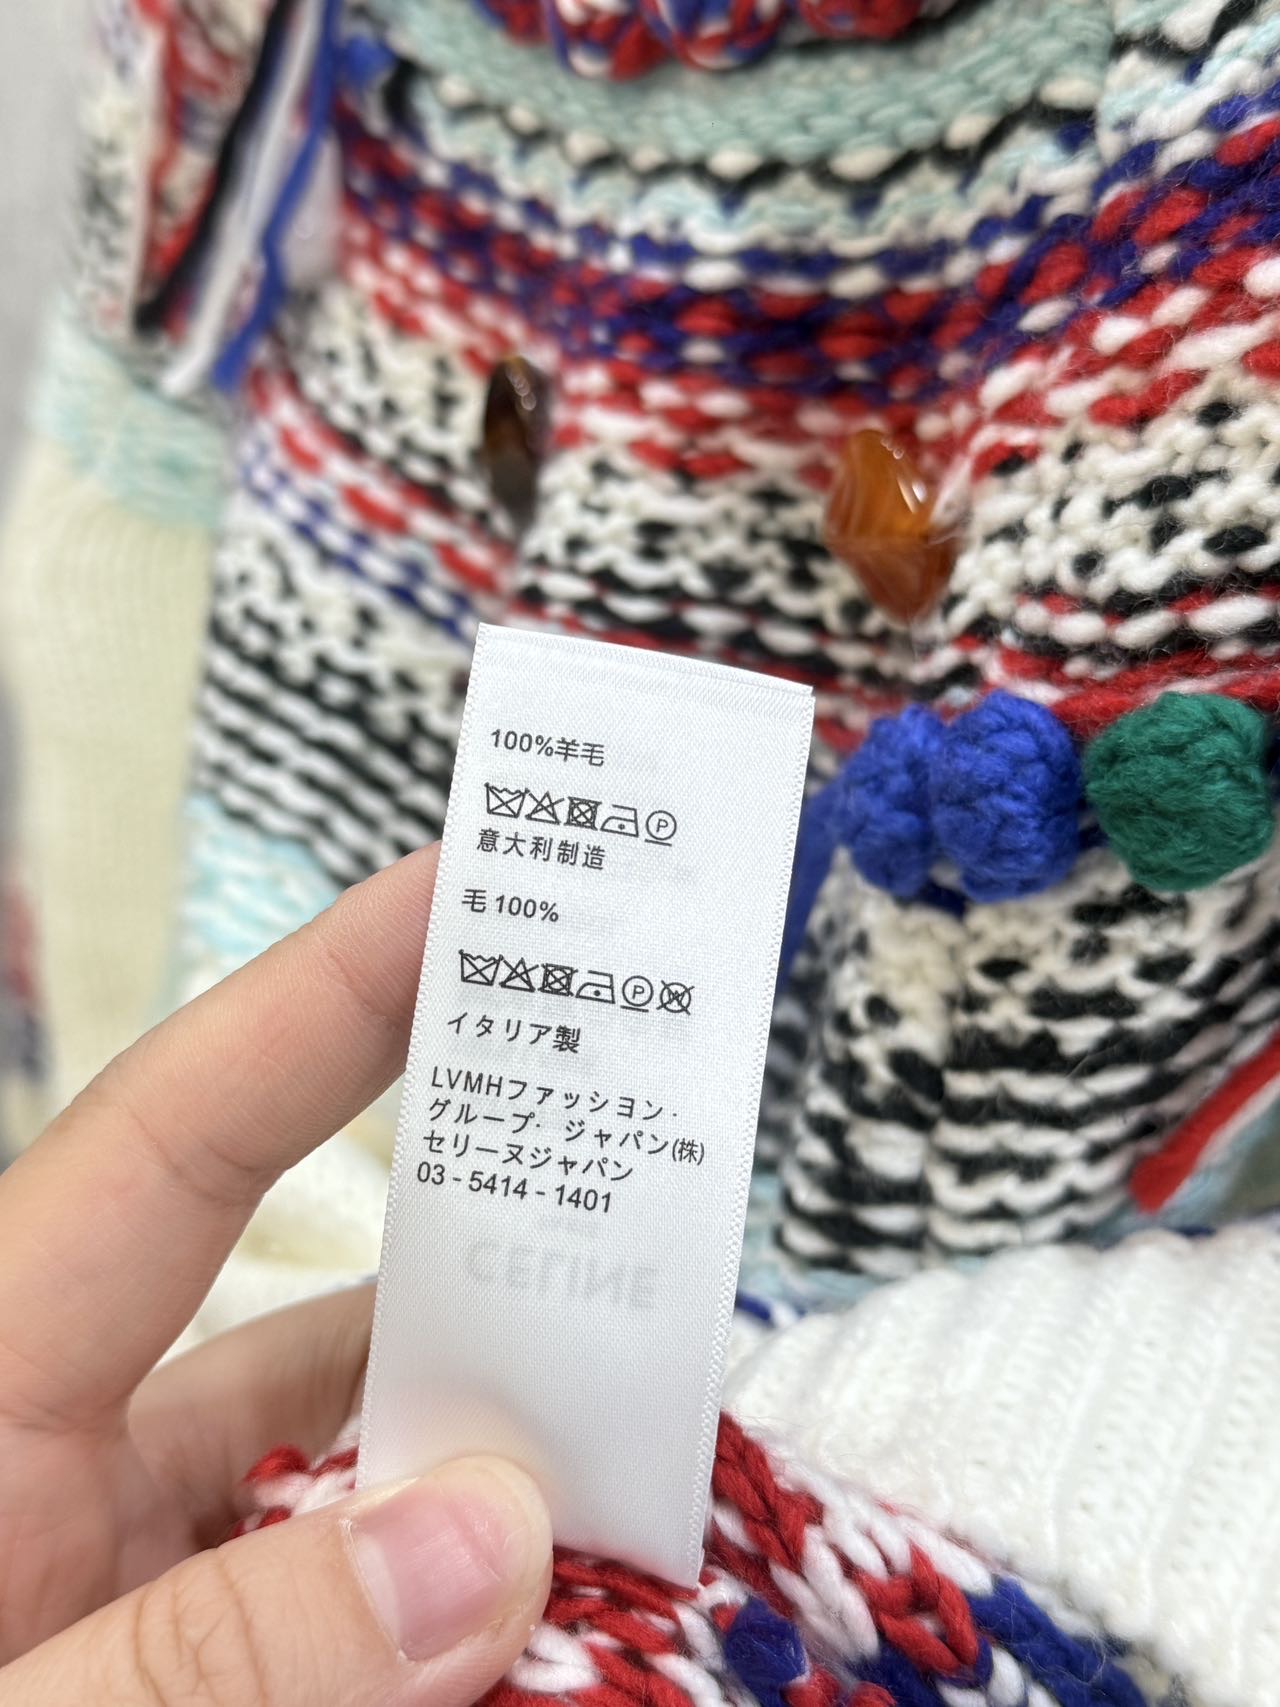 100%羊毛
P
意大利制造
毛 100%
P W
イタリア製
LVMHファッション·
グループ· ジャパン(株)
セリーヌジャパン
03 - 5414 - 1401
CELINE